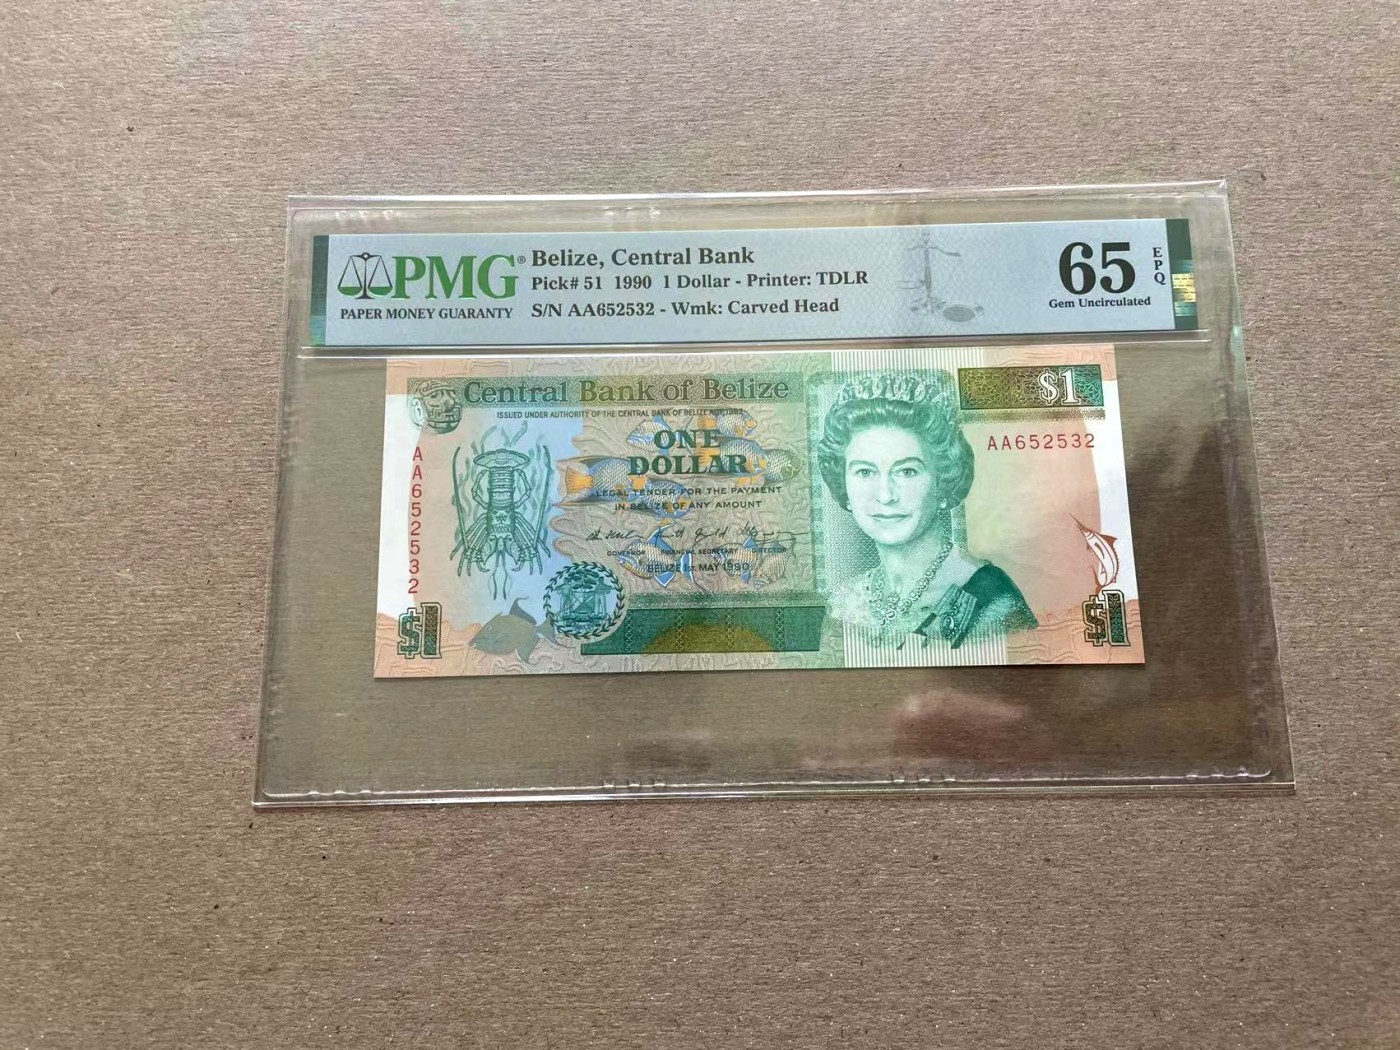 PMG®
PAPER MONEY GUARANTY
Belize, Central Bank
Pick# 51 1990 1 Dollar - Printer: TDLR
S/N AA652532 - Wmk: Carved Head
65
EPQ
Gem Uncirculated
Central Bank of Belize
ISSUED UNDER AUTHORITY OF THE CENTRAL BANK OF BELIZE ACT 1982
$1
ONE
DOLLAR
AA652532
AA652532
LEGAL TENDER FOR THE PAYMENT
IN BELIZE OF ANY AMOUNT
GOVERNOR FINANCIAL SECRETARY DIRECTOR
BELIZE 1ST MAY 1990
$1
$1